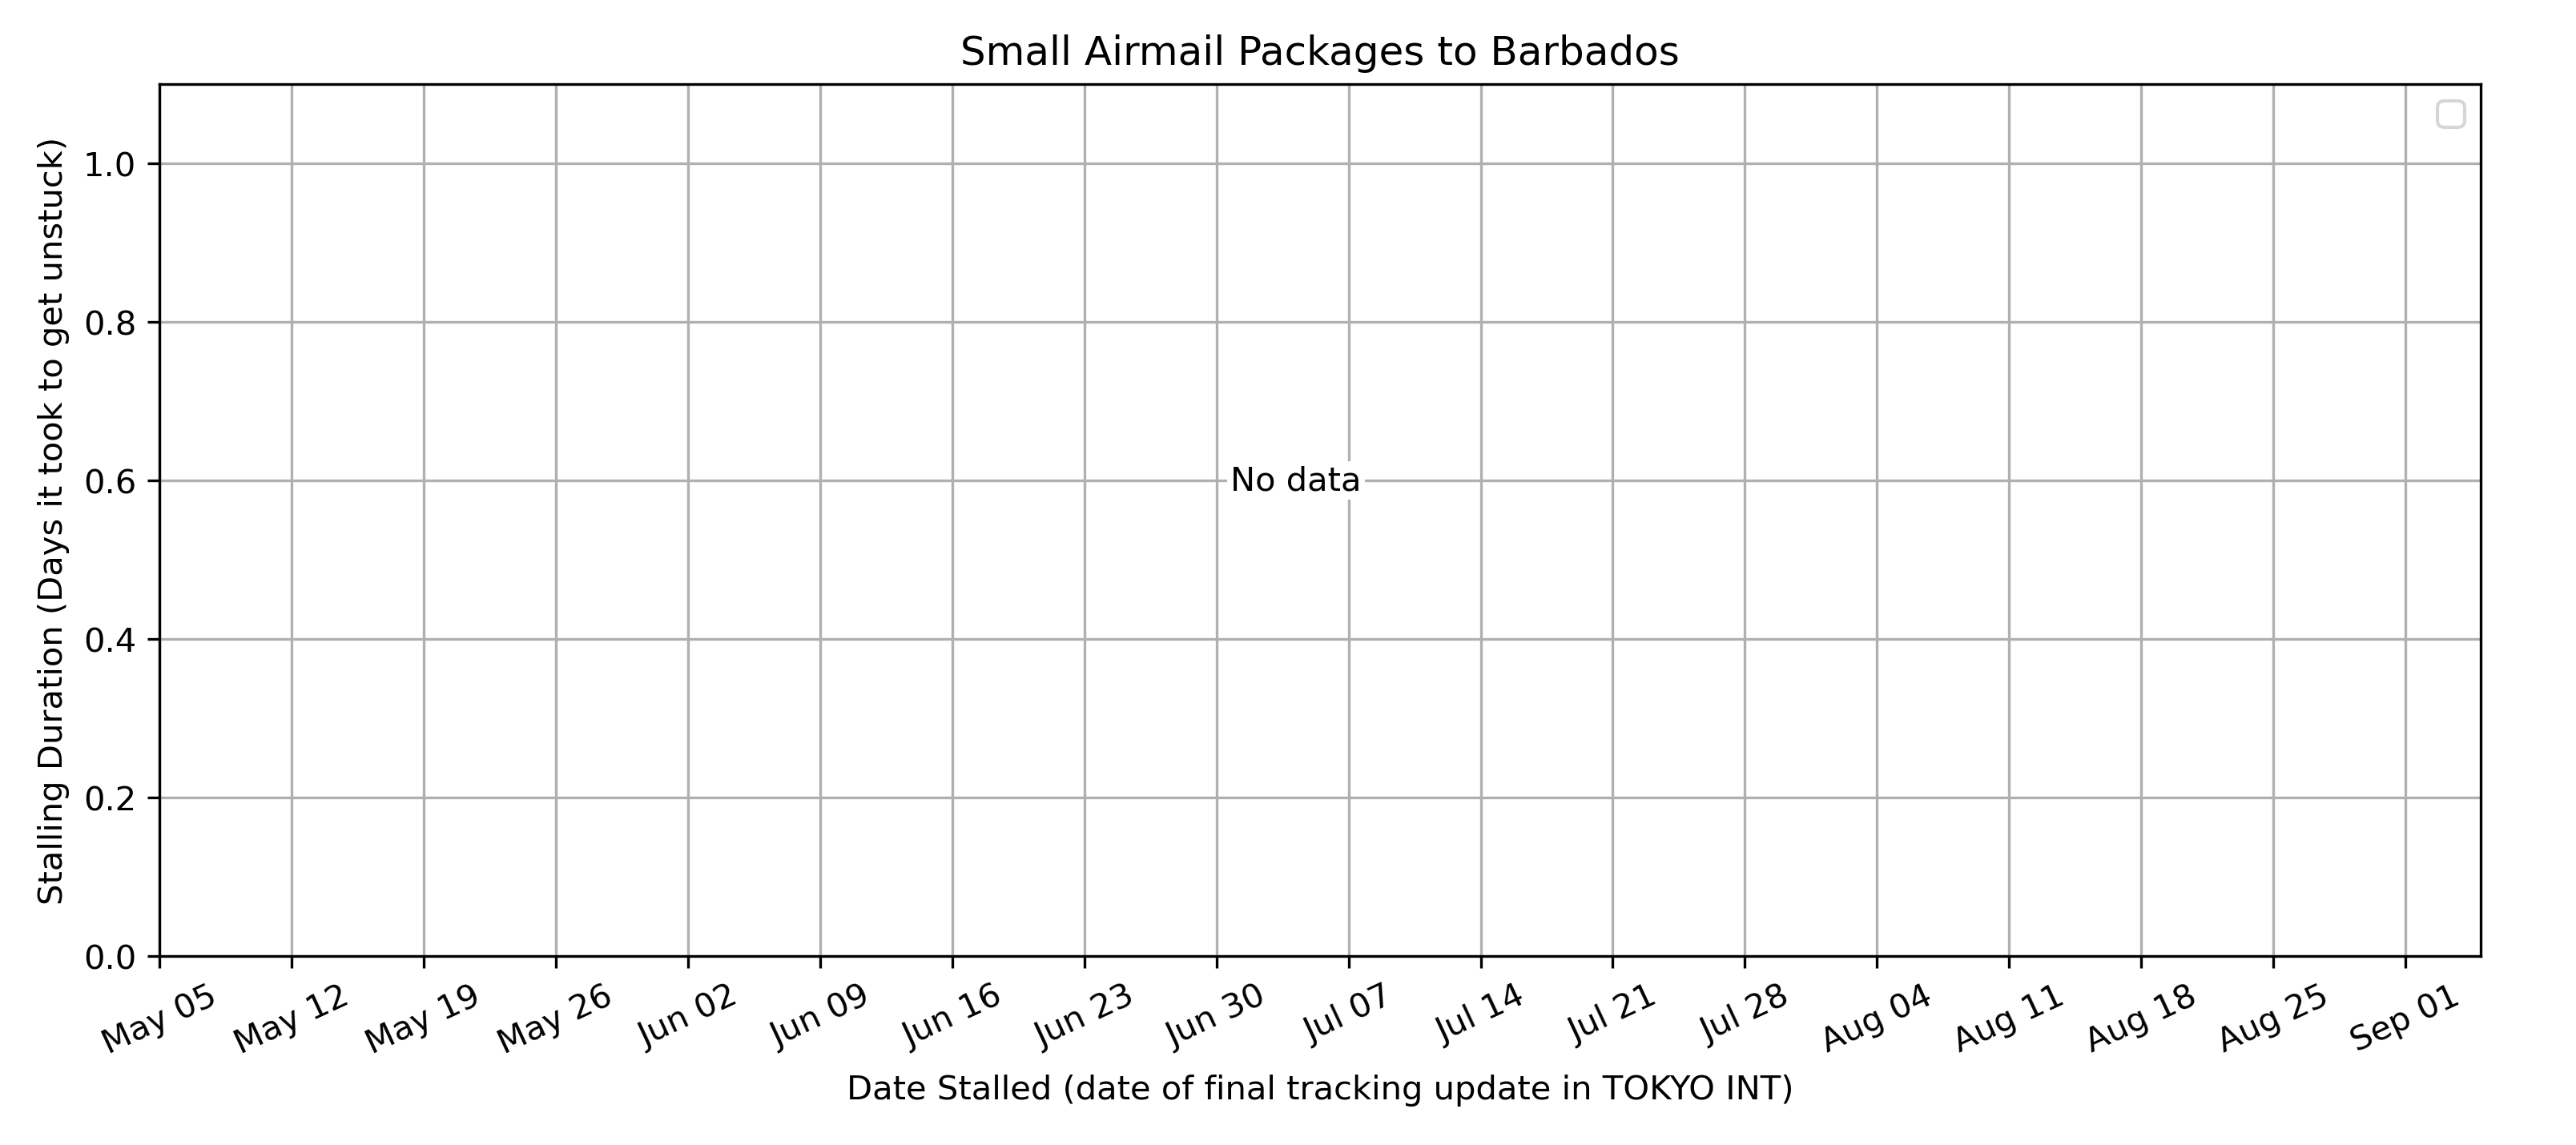 Small Airmail Packages to Barbados
Stalling Duration (Days it took to get unstuck)
1.0
0.8
0.6
0.4
0.2
0.0
No data
May 05
May 12
May 19
May 26
Jun 02
Jun 09
Jun 16
Jun 23
Jun 30
Jul 07
Jul 14
Jul 21
Jul 28
Aug 04
Aug 11
Aug 18
Aug 25
Sep 01
Date Stalled (date of final tracking update in TOKYO INT)